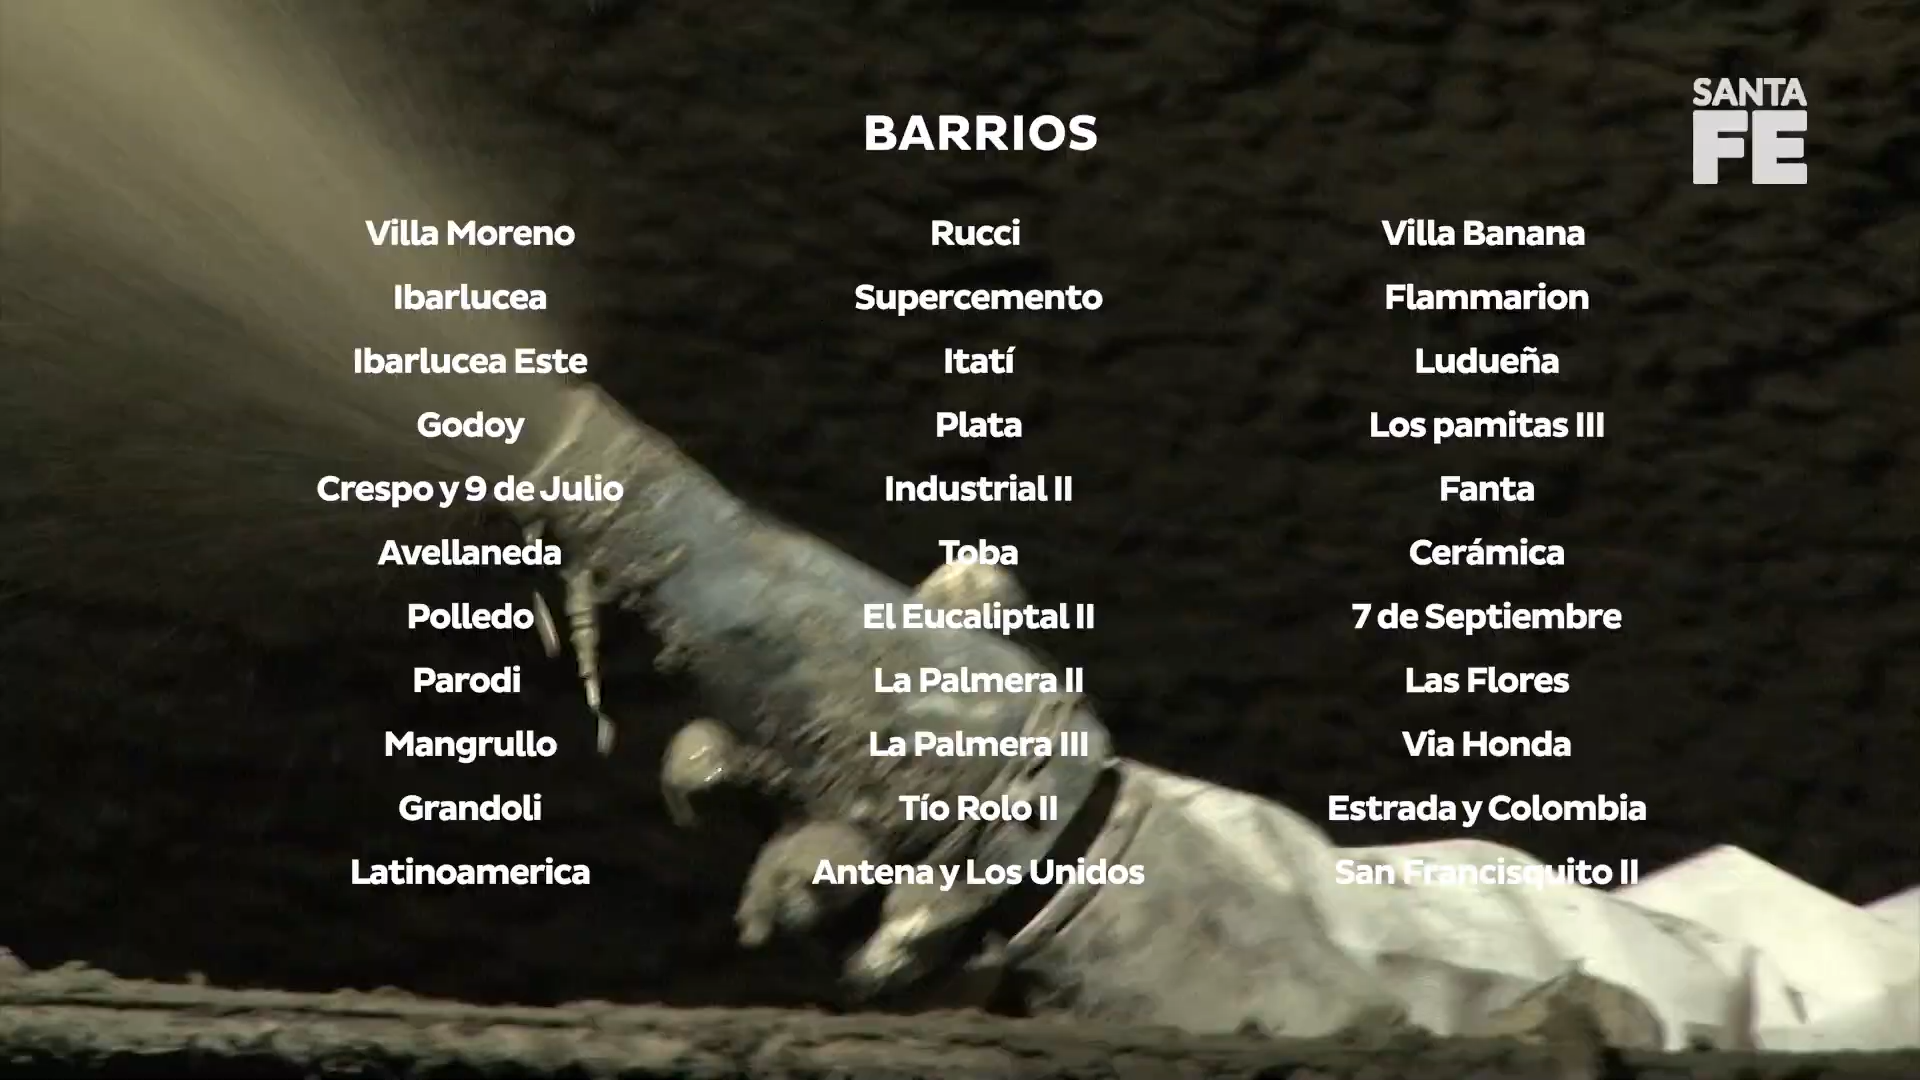 SANTA
FE
BARRIOS
Villa Moreno
Ibarlucea
Ibarlucea Este
Godoy
Crespo y 9 de Julio
Avellaneda
Polledo
Parodi
Mangrullo
Grandoli
Latinoamerica
Rucci
Supercemento
Itatí
Plata
Industrial II
Toba
El Eucaliptal II
La Palmera II
La Palmera III
Tío Rolo II
Antena y Los Unidos
Villa Banana
Flammarion
Ludueña
Los pamitas III
Fanta
Cerámica
7 de Septiembre
Las Flores
Via Honda
Estrada y Colombia
San Francisquito II